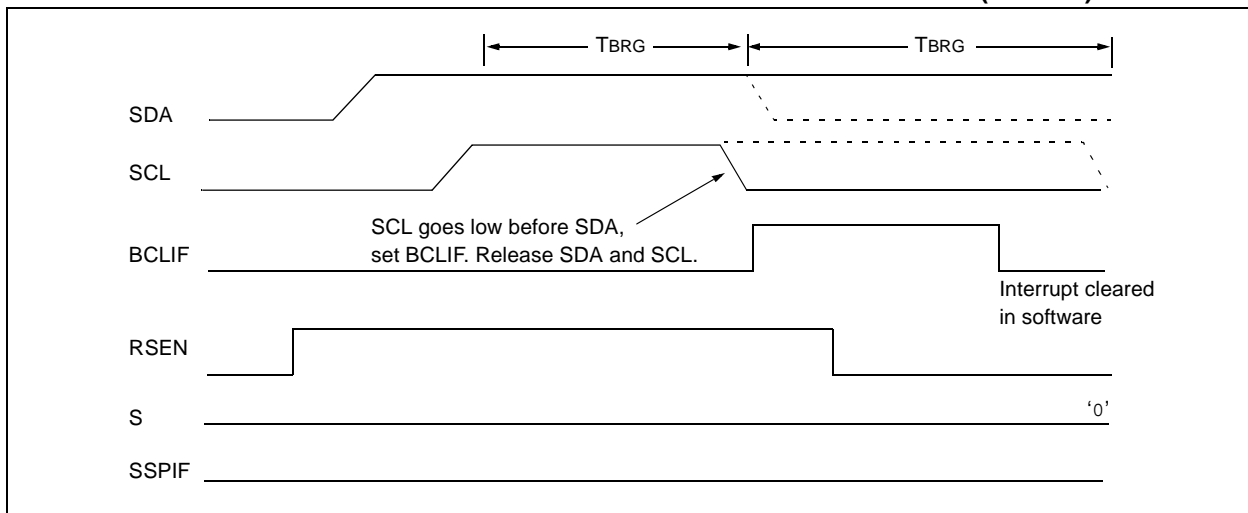 TBRG TBRG
SDA
SCL
SCL goes low before SDA,
set BCLIF. Release SDA and SCL.
BCLIF
Interrupt cleared
in software
RSEN
S
‘0’
SSPIF